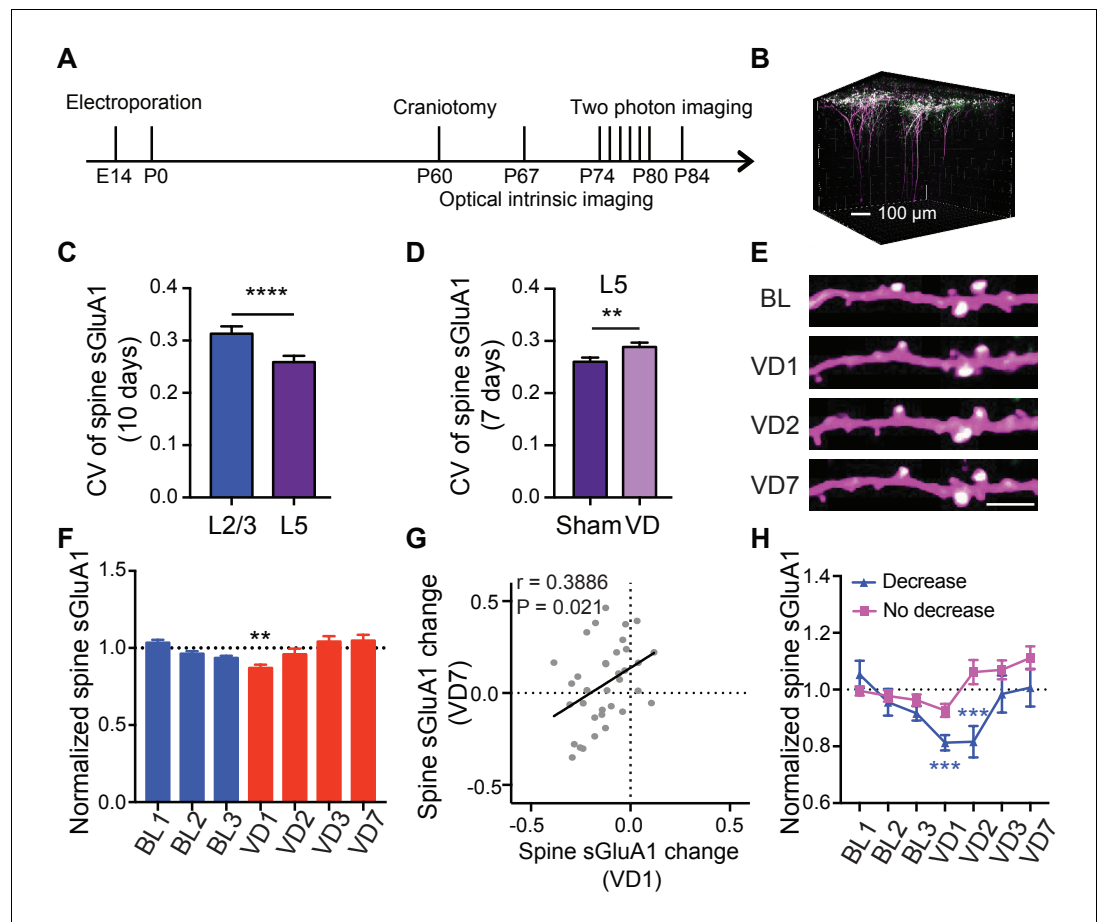 A
Electroporation
Craniotomy
Two photon imaging
E14 P0 P60 P67 P74 P80 P84
Optical intrinsic imaging
B
100 µm
C
CV of spine sGluA1
(10 days)
0.4
0.3
0.2
0.1
0.0
****
L2/3 L5
D
CV of spine sGluA1
(7 days)
0.4
0.3
0.2
0.1
0.0
L5
**
Sham VD
E
BL
VD1
VD2
VD7
F
Normalized spine sGluA1
1.5
1.0
0.5
0.0
**
BL1 BL2 BL3 VD1 VD2 VD3 VD7
G
Spine sGluA1 change
(VD7)
r = 0.3886
P = 0.021
0.5
0.0
-0.5
-0.5 0.0 0.5
Spine sGluA1 change
(VD1)
H
Normalized spine sGluA1
1.4
1.2
1.0
0.8
0.6
Decrease
No decrease
***
***
BL1 BL2 BL3 VD1 VD2 VD3 VD7